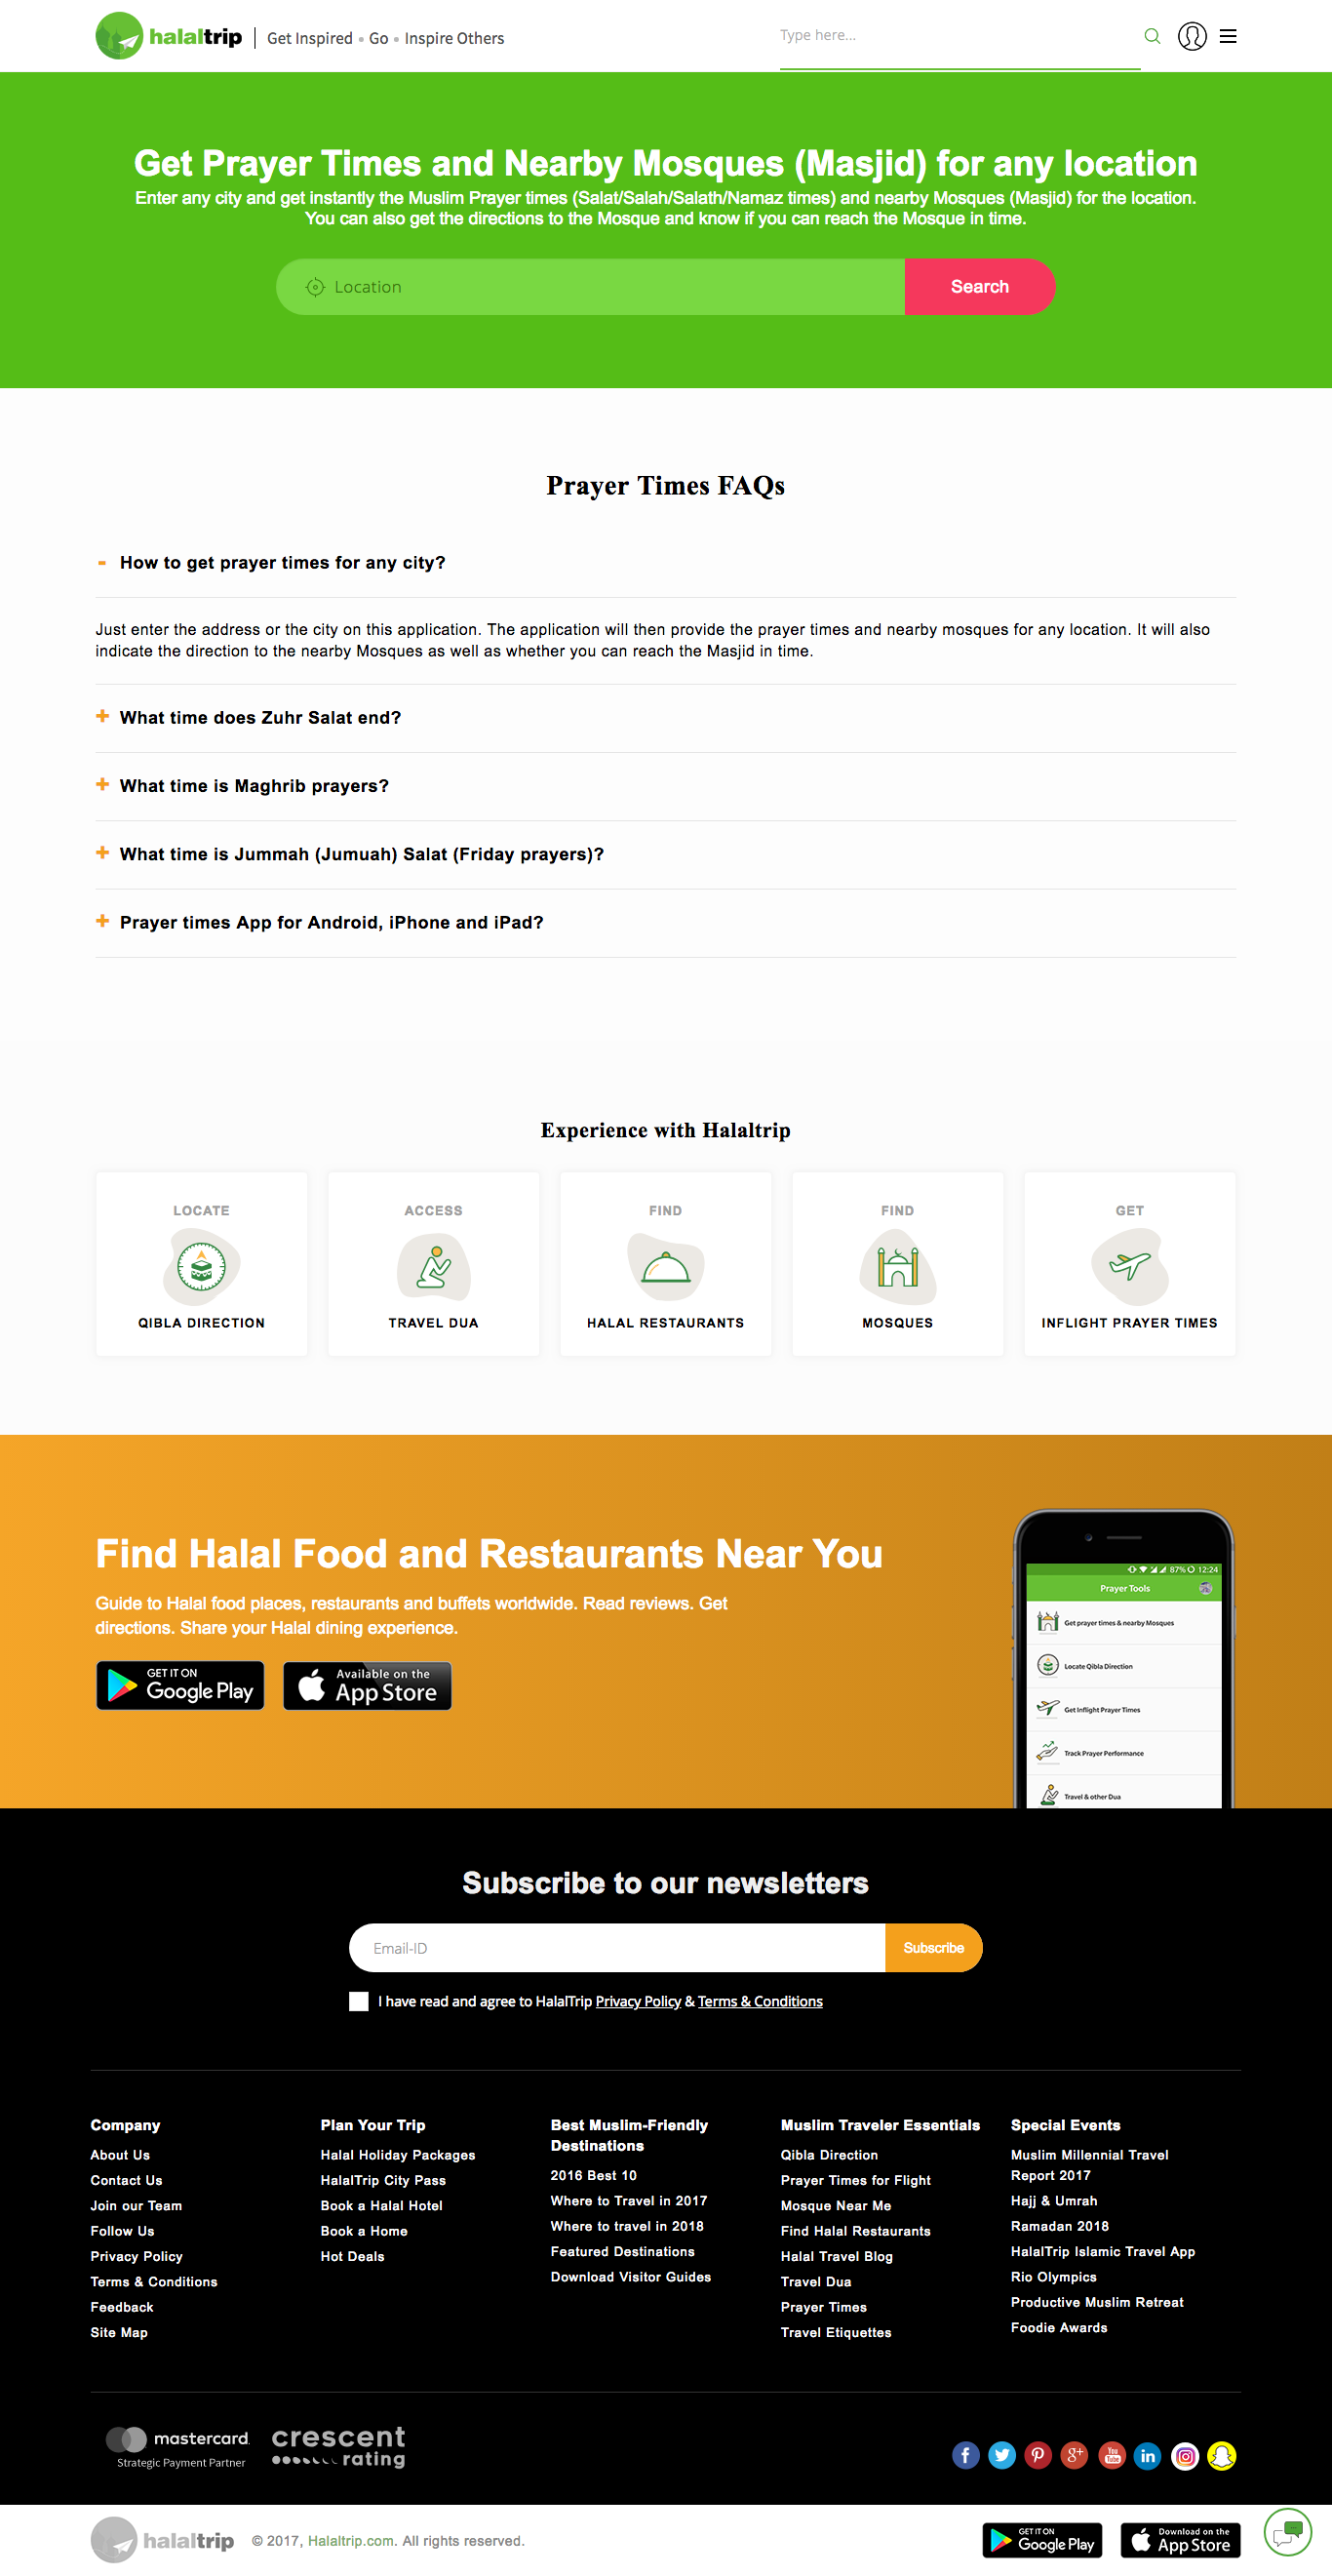 halaltrip
Get Inspired • Go • Inspire Others
Type here...
Get Prayer Times and Nearby Mosques (Masjid) for any location
Enter any city and get instantly the Muslim Prayer times (Salat/Salah/Salath/Namaz times) and nearby Mosques (Masjid) for the location.
You can also get the directions to the Mosque and know if you can reach the Mosque in time.
Location
Search
Prayer Times FAQs
- How to get prayer times for any city?
Just enter the address or the city on this application. The application will then provide the prayer times and nearby mosques for any location. It will also
indicate the direction to the nearby Mosques as well as whether you can reach the Masjid in time.
+ What time does Zuhr Salat end?
+ What time is Maghrib prayers?
+ What time is Jummah (Jumuah) Salat (Friday prayers)?
+ Prayer times App for Android, iPhone and iPad?
Experience with Halaltrip
LOCATE
QIBLA DIRECTION
ACCESS
TRAVEL DUA
FIND
HALAL RESTAURANTS
FIND
MOSQUES
GET
INFLIGHT PRAYER TIMES
Find Halal Food and Restaurants Near You
Guide to Halal food places, restaurants and buffets worldwide. Read reviews. Get
directions. Share your Halal dining experience.
GET IT ON
Google Play
Available on the
App Store
87% 12:24
Prayer Tools
Get prayer times & nearby Mosques
Locate Qibla Direction
Get Inflight Prayer Times
Track Prayer Performance
Travel & other Dua
Subscribe to our newsletters
Email-ID
Subscribe
I have read and agree to HalalTrip Privacy Policy & Terms & Conditions
Company
About Us
Contact Us
Join our Team
Follow Us
Privacy Policy
Terms & Conditions
Feedback
Site Map
Plan Your Trip
Halal Holiday Packages
HalalTrip City Pass
Book a Halal Hotel
Book a Home
Hot Deals
Best Muslim-Friendly
Destinations
2016 Best 10
Where to Travel in 2017
Where to travel in 2018
Featured Destinations
Download Visitor Guides
Muslim Traveler Essentials
Qibla Direction
Prayer Times for Flight
Mosque Near Me
Find Halal Restaurants
Halal Travel Blog
Travel Dua
Prayer Times
Travel Etiquettes
Special Events
Muslim Millennial Travel
Report 2017
Hajj & Umrah
Ramadan 2018
HalalTrip Islamic Travel App
Rio Olympics
Productive Muslim Retreat
Foodie Awards
mastercard.
Strategic Payment Partner
crescent
rating
f
g+
You
Tube
in
halaltrip
© 2017, Halaltrip.com. All rights reserved.
GET IT ON
Google Play
Download on the
App Store